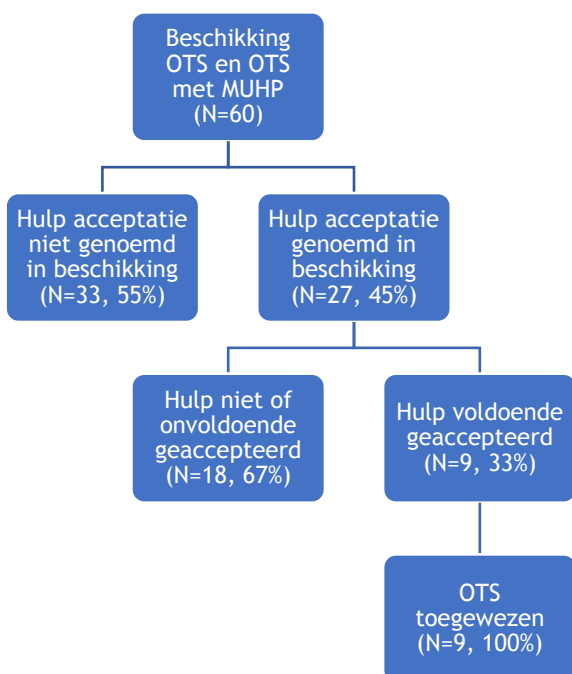 Beschikking
OTS en OTS
met MUHP
(N=60)
Hulp acceptatie
niet genoemd
in beschikking
(N=33, 55%)
Hulp acceptatie
genoemd in
beschikking
(N=27, 45%)
Hulp niet of
onvoldoende
geaccepteerd
(N=18, 67%)
Hulp voldoende
geaccepteerd
(N=9, 33%)
OTS
toegewezen
(N=9, 100%)